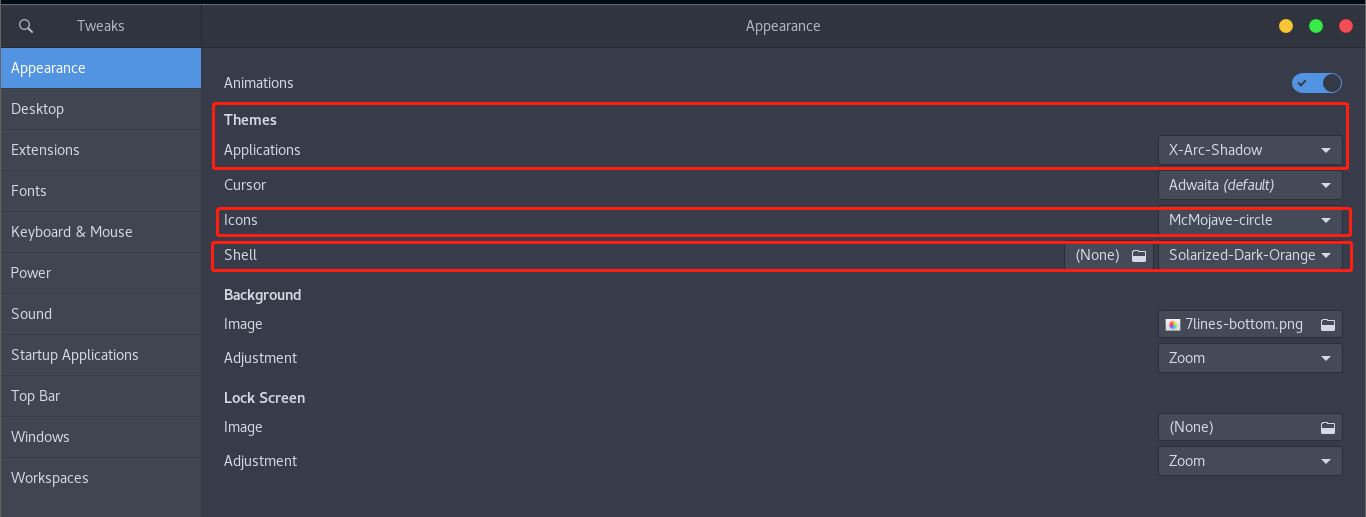 Tweaks
Appearance
Appearance
Desktop
Extensions
Fonts
Keyboard & Mouse
Power
Sound
Startup Applications
Top Bar
Windows
Workspaces
Animations
Themes
Applications X-Arc-Shadow
Cursor Adwaita (default)
Icons McMojave-circle
Shell (None) Solarized-Dark-Orange
Background
Image 7lines-bottom.png
Adjustment Zoom
Lock Screen
Image (None)
Adjustment Zoom